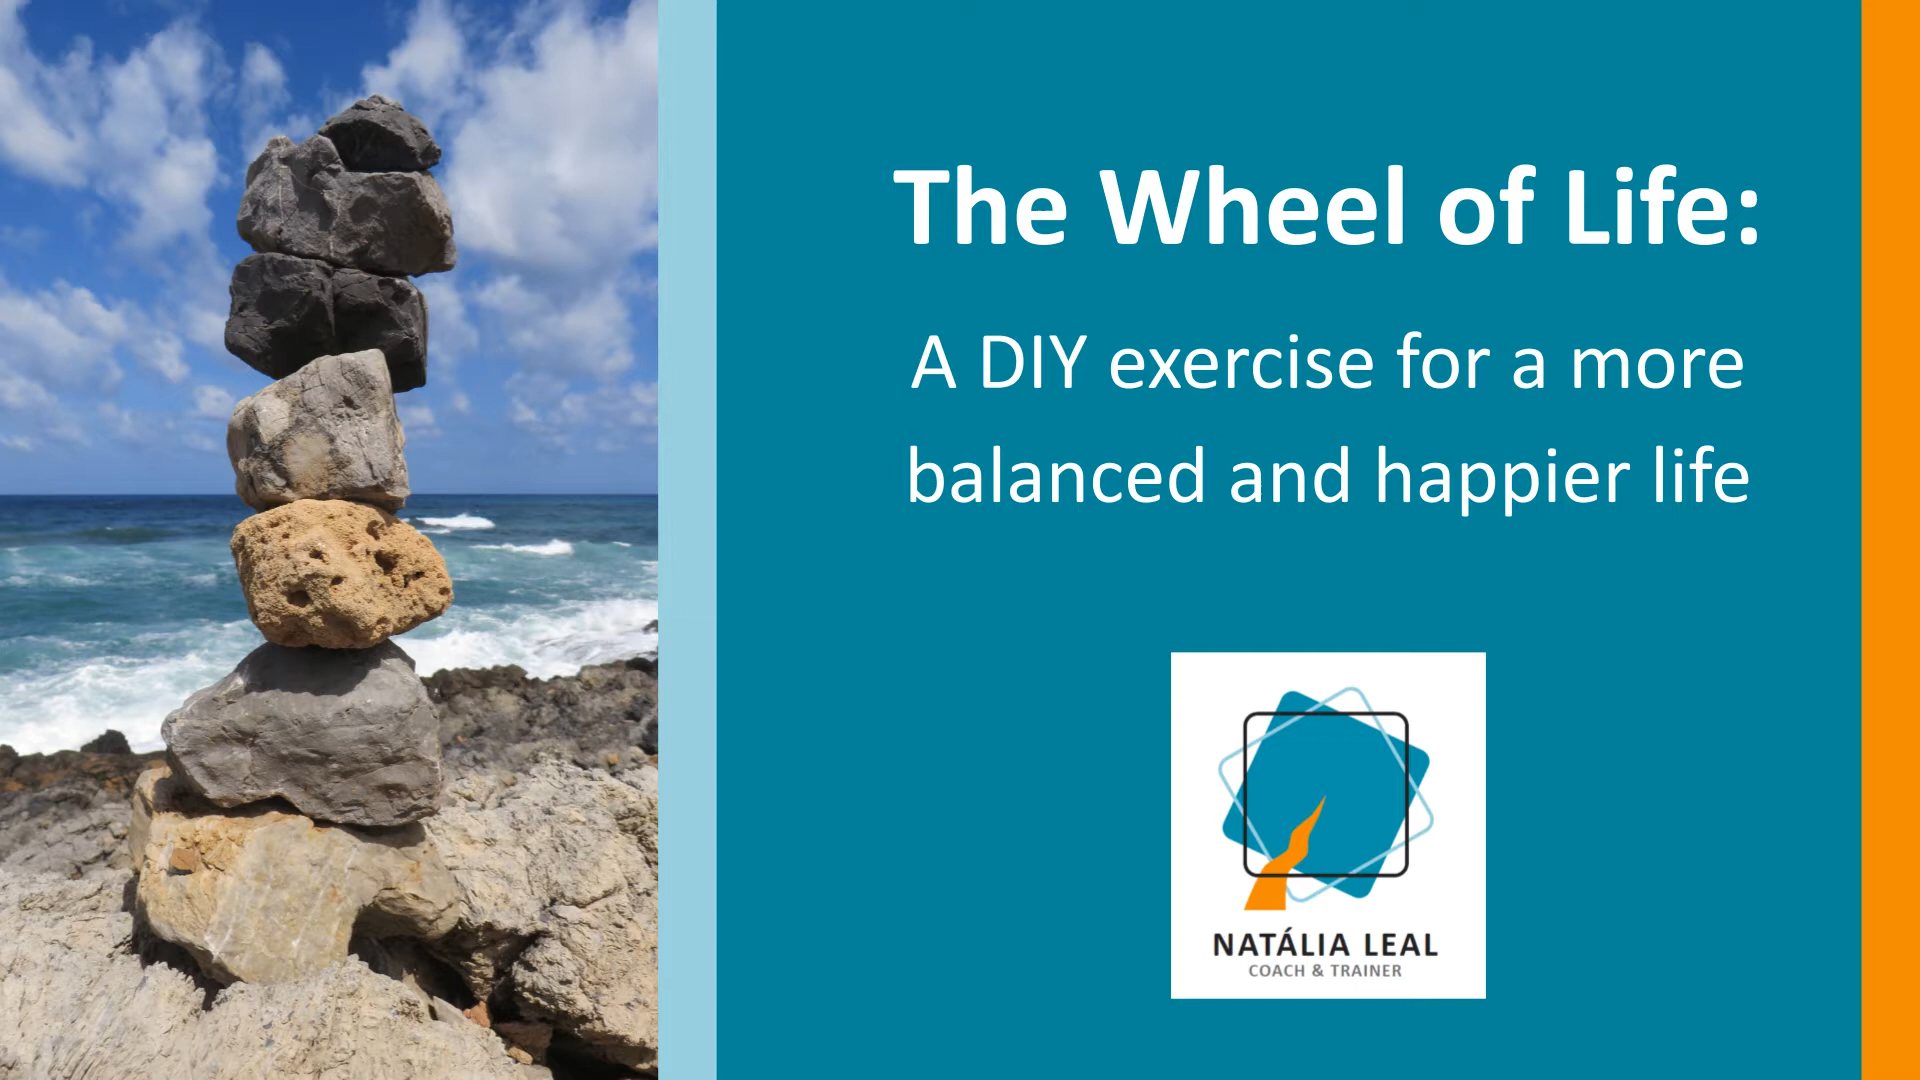 The Wheel of Life:
A DIY exercise for a more
balanced and happier life
NATÁLIA LEAL
COACH & TRAINER